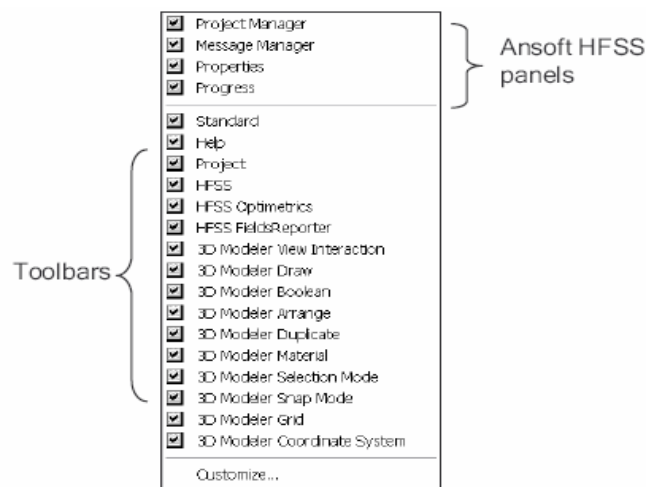 Project Manager
Message Manager
Properties
Progress
Ansoft HFSS
panels
Standard
Help
Project
HFSS
HFSS Optimetrics
HFSS FieldsReporter
3D Modeler View Interaction
3D Modeler Draw
3D Modeler Boolean
3D Modeler Arrange
3D Modeler Duplicate
3D Modeler Material
3D Modeler Selection Mode
3D Modeler Snap Mode
3D Modeler Grid
3D Modeler Coordinate System
Toolbars
Customize...